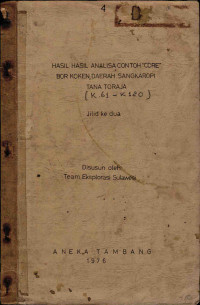 4
D
HASIL HASIL ANALISA CONTOH "CORE"
BOR KOKEN, DAERAH SANGKAROPI
TANA TORAJA
(K. 61 – K. 120)
Jilid ke dua
Disusun oleh:
Team Eksplorasi Sulawesi
ANEKA TAMBANG
1976